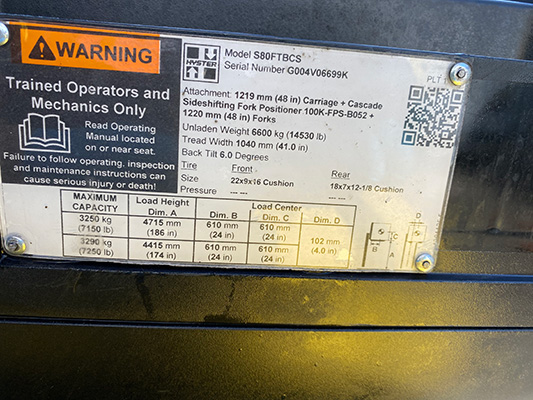 WARNING
Trained Operators and
Mechanics Only
Read Operating
Manual located
on or near seat.
Failure to follow operating, inspection
and maintenance instructions can
cause serious injury or death!
HYSTER
Model S80FTBCS
Serial Number G004V06699K
PLT 1
Attachment: 1219 mm (48 in) Carriage + Cascade
Sideshifting Fork Positioner 100K-FPS-B052 +
1220 mm (48 in) Forks
Unladen Weight 6600 kg (14530 lb)
Tread Width 1040 mm (41.0 in)
Back Tilt 6.0 Degrees
Tire Front Rear
Size 22x9x16 Cushion 18x7x12-1/8 Cushion
Pressure --- --- --- ---
MAXIMUM CAPACITY Load Height Load Center
Dim. A Dim. B Dim. C Dim. D
3250 kg 4715 mm 610 mm 610 mm
(7150 lb) (186 in) (24 in) (24 in)
102 mm
(4.0 in)
3290 kg 4415 mm 610 mm 610 mm
(7250 lb) (174 in) (24 in) (24 in)
D
C
B
A